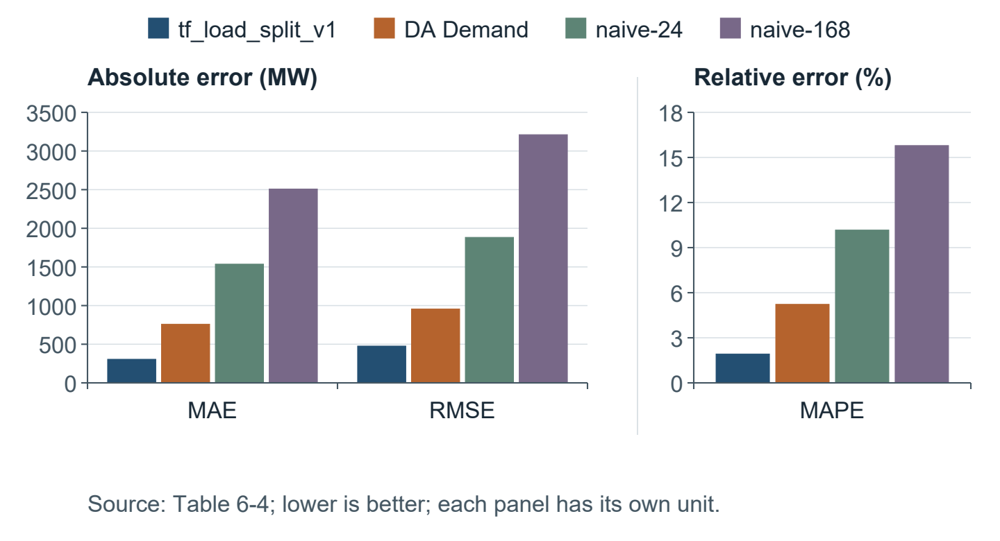 tf_load_split_v1 DA Demand naive-24 naive-168
Absolute error (MW)
3500
3000
2500
2000
1500
1000
500
0
MAE RMSE
Relative error (%)
18
15
12
9
6
3
0
MAPE
Source: Table 6-4; lower is better; each panel has its own unit.